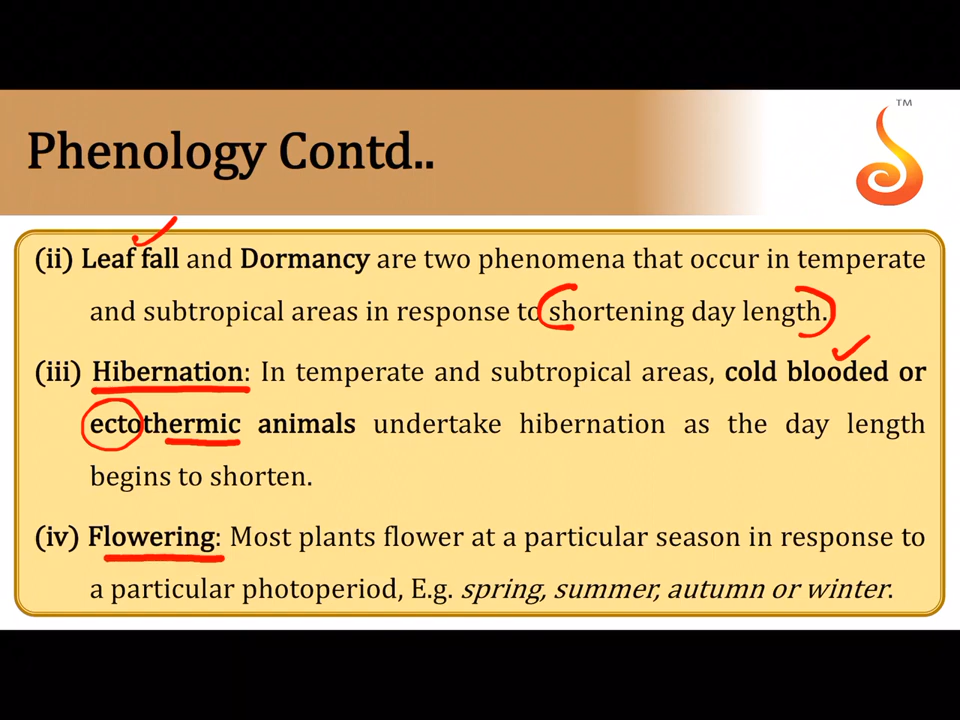 TM
Phenology Contd..
(ii) Leaf fall and Dormancy are two phenomena that occur in temperate
and subtropical areas in response to shortening day length.
(iii) Hibernation: In temperate and subtropical areas, cold blooded or
ectothermic animals undertake hibernation as the day length
begins to shorten.
(iv) Flowering: Most plants flower at a particular season in response to
a particular photoperiod, E.g. spring, summer, autumn or winter.